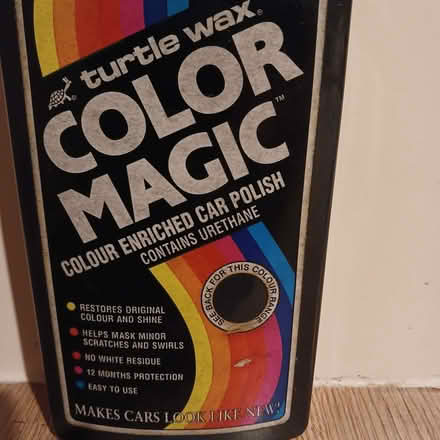 turtle wax®
COLOR
MAGIC™
COLOUR ENRICHED CAR POLISH
CONTAINS URETHANE
SEE BACK FOR THIS COLOUR RANGE
RESTORES ORIGINAL
COLOUR AND SHINE
HELPS MASK MINOR
SCRATCHES AND SWIRLS
NO WHITE RESIDUE
12 MONTHS PROTECTION
EASY TO USE
MAKES CARS LOOK LIKE NEW!